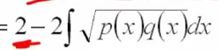 = 2 − 2∫ √p(x)q(x)dx